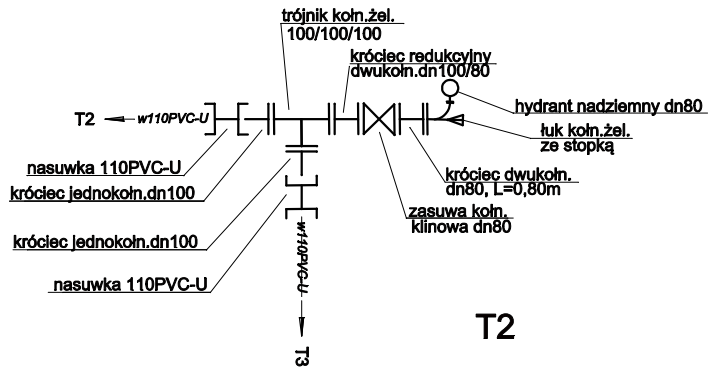 trójnik kołn.żel.
100/100/100
króciec redukcyjny
dwukołn.dn100/80
hydrant nadziemny dn80
T2
w110PVC-U
łuk kołn.żel.
ze stopką
nasuwka 110PVC-U
króciec dwukołn.
dn80, L=0,80m
króciec jednokołn.dn100
zasuwa kołn.
klinowa dn80
króciec jednokołn.dn100
w110PVC-U
nasuwka 110PVC-U
T2
T3